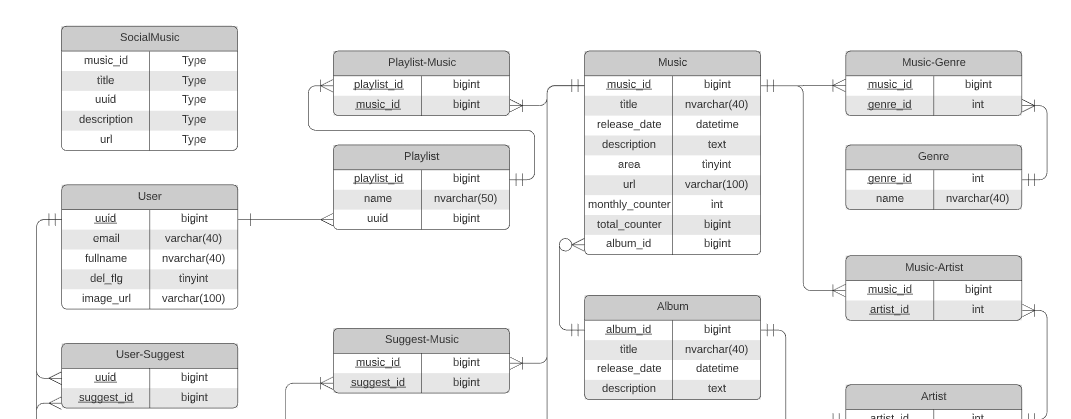 SocialMusic
music_id Type
title Type
uuid Type
description Type
url Type
User
uuid bigint
email varchar(40)
fullname nvarchar(40)
del_flg tinyint
image_url varchar(100)
User-Suggest
uuid bigint
suggest_id bigint
Playlist-Music
playlist_id bigint
music_id bigint
Playlist
playlist_id bigint
name nvarchar(50)
uuid bigint
Suggest-Music
music_id bigint
suggest_id bigint
Music
music_id bigint
title nvarchar(40)
release_date datetime
description text
area tinyint
url varchar(100)
monthly_counter int
total_counter bigint
album_id bigint
Album
album_id bigint
title nvarchar(40)
release_date datetime
description text
Music-Genre
music_id bigint
genre_id int
Genre
genre_id int
name nvarchar(40)
Music-Artist
music_id bigint
artist_id int
Artist
artist_id int